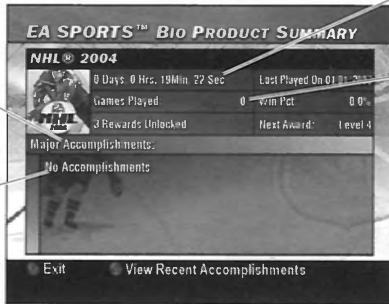 EA SPORTS™ BIO PRODUCT SUMMARY
NHL® 2004
0 Days, 0 Hrs, 19Min, 22 Sec Last Played On 01
Games Played: 0 Win Pct 0.0%
3 Rewards Unlocked Next Award: Level 4
NHL
Major Accomplishments:
No Accomplishments
Exit View Recent Accomplishments